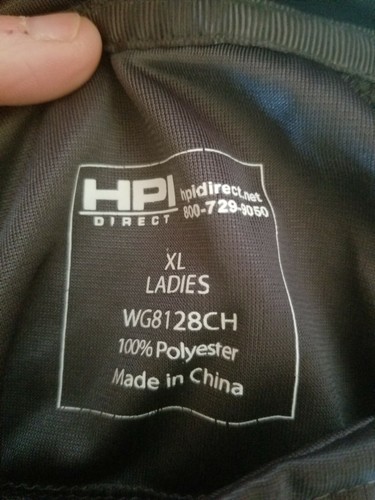 HPI hpidirect.net
DIRECT 800-729-9050
XL
LADIES
WG8128CH
100% Polyester
Made in China